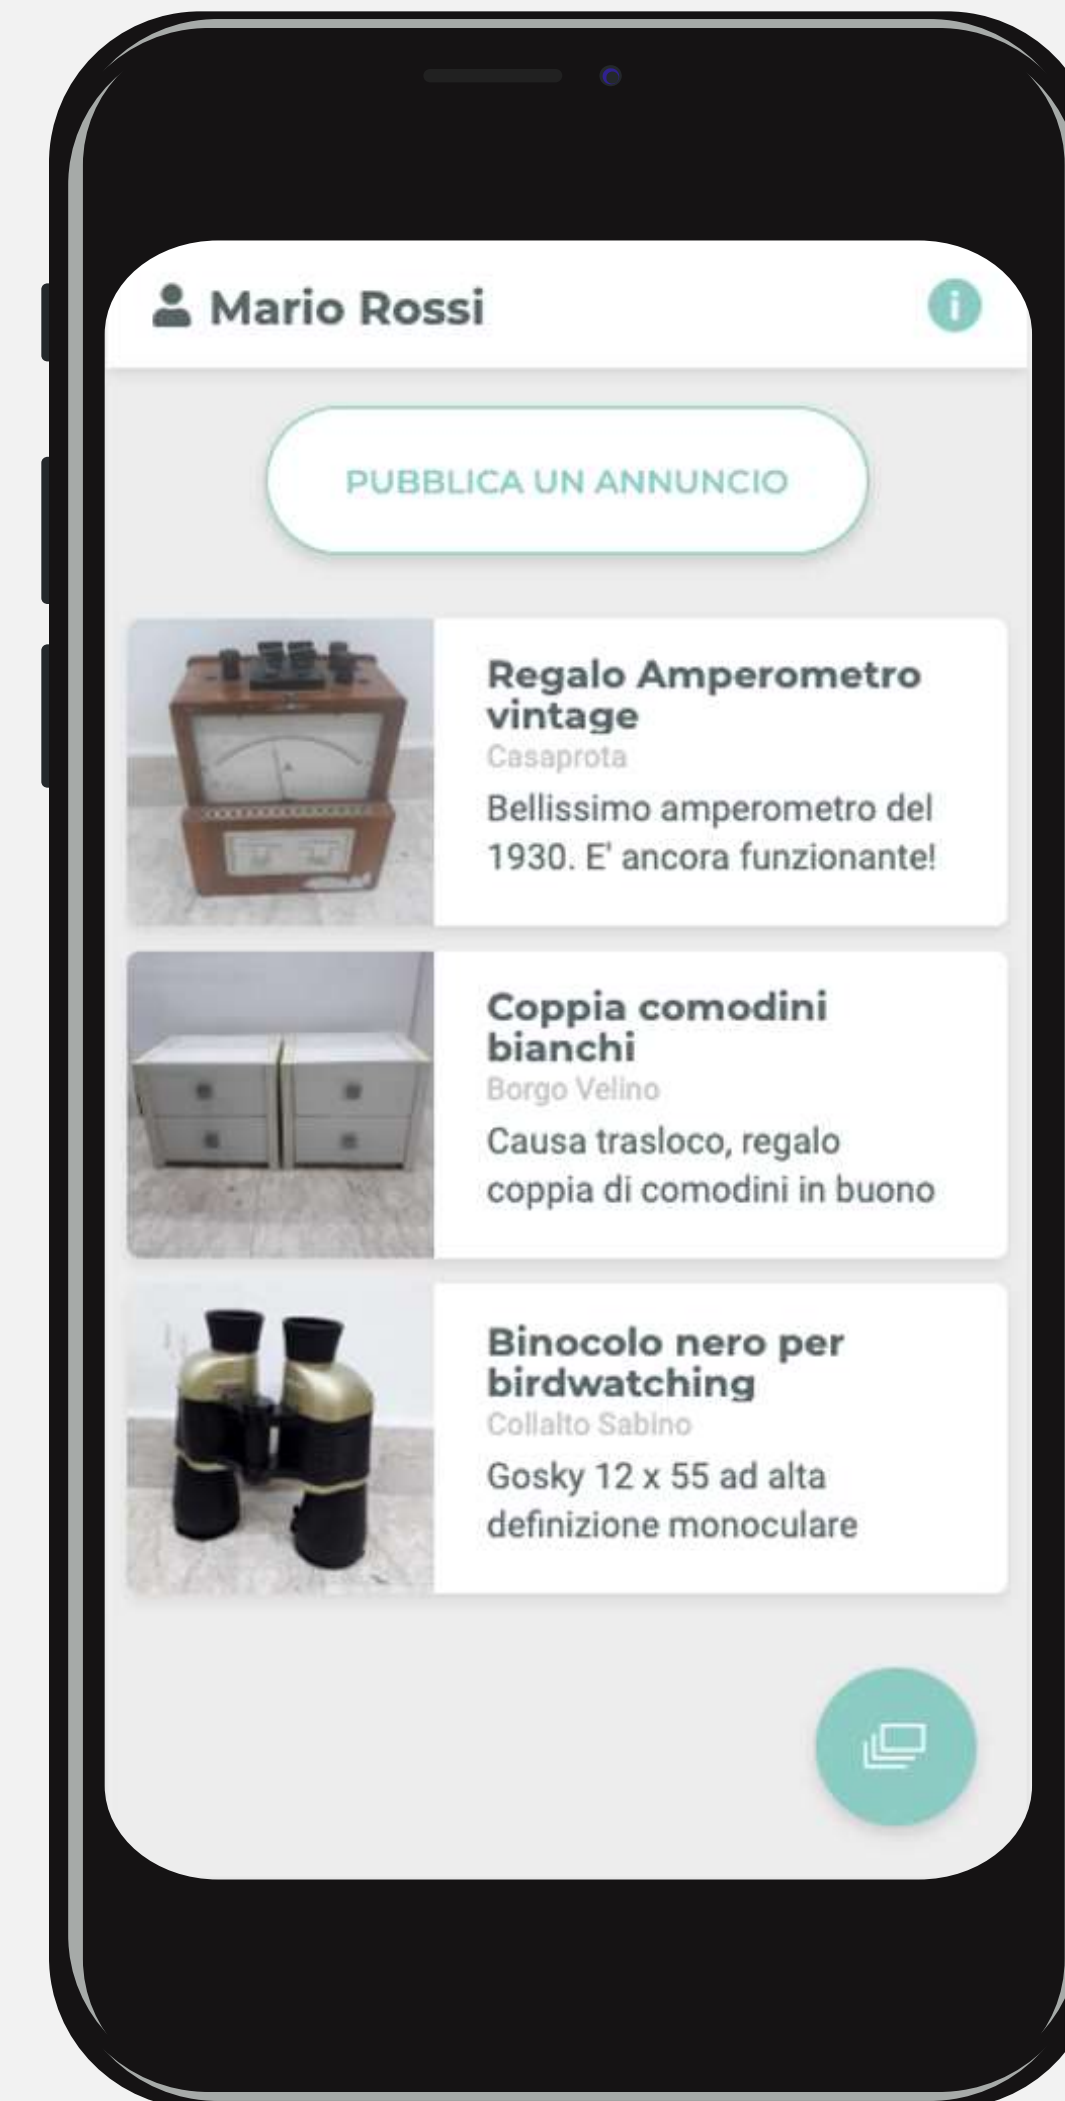 Mario Rossi
PUBBLICA UN ANNUNCIO
Regalo Amperometro
vintage
Casaprota
Bellissimo amperometro del
1930. E' ancora funzionante!
Coppia comodini
bianchi
Borgo Velino
Causa trasloco, regalo
coppia di comodini in buono
Binocolo nero per
birdwatching
Collalto Sabino
Gosky 12 x 55 ad alta
definizione monoculare